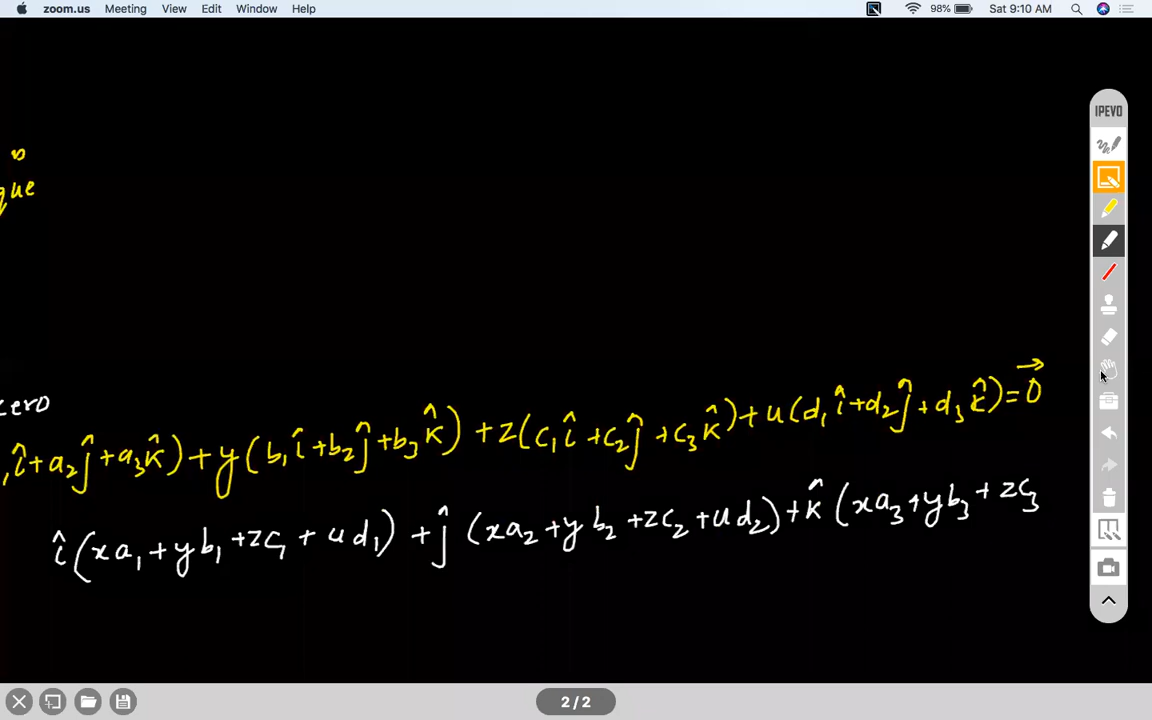 zoom.us Meeting View Edit Window Help 98% Sat 9:10 AM
IPEVO
que
zero
î+a₂ĵ+a₃k̂)+y(b₁î+b₂ĵ+b₃k̂)+z(c₁î+c₂ĵ+c₃k̂)+u(d₁î+d₂ĵ+d₃k̂)=0⃗
î(xa₁+yb₁+zc₁+ud₁)+ĵ(xa₂+yb₂+zc₂+ud₂)+k̂(xa₃+yb₃+zc₃
2/2